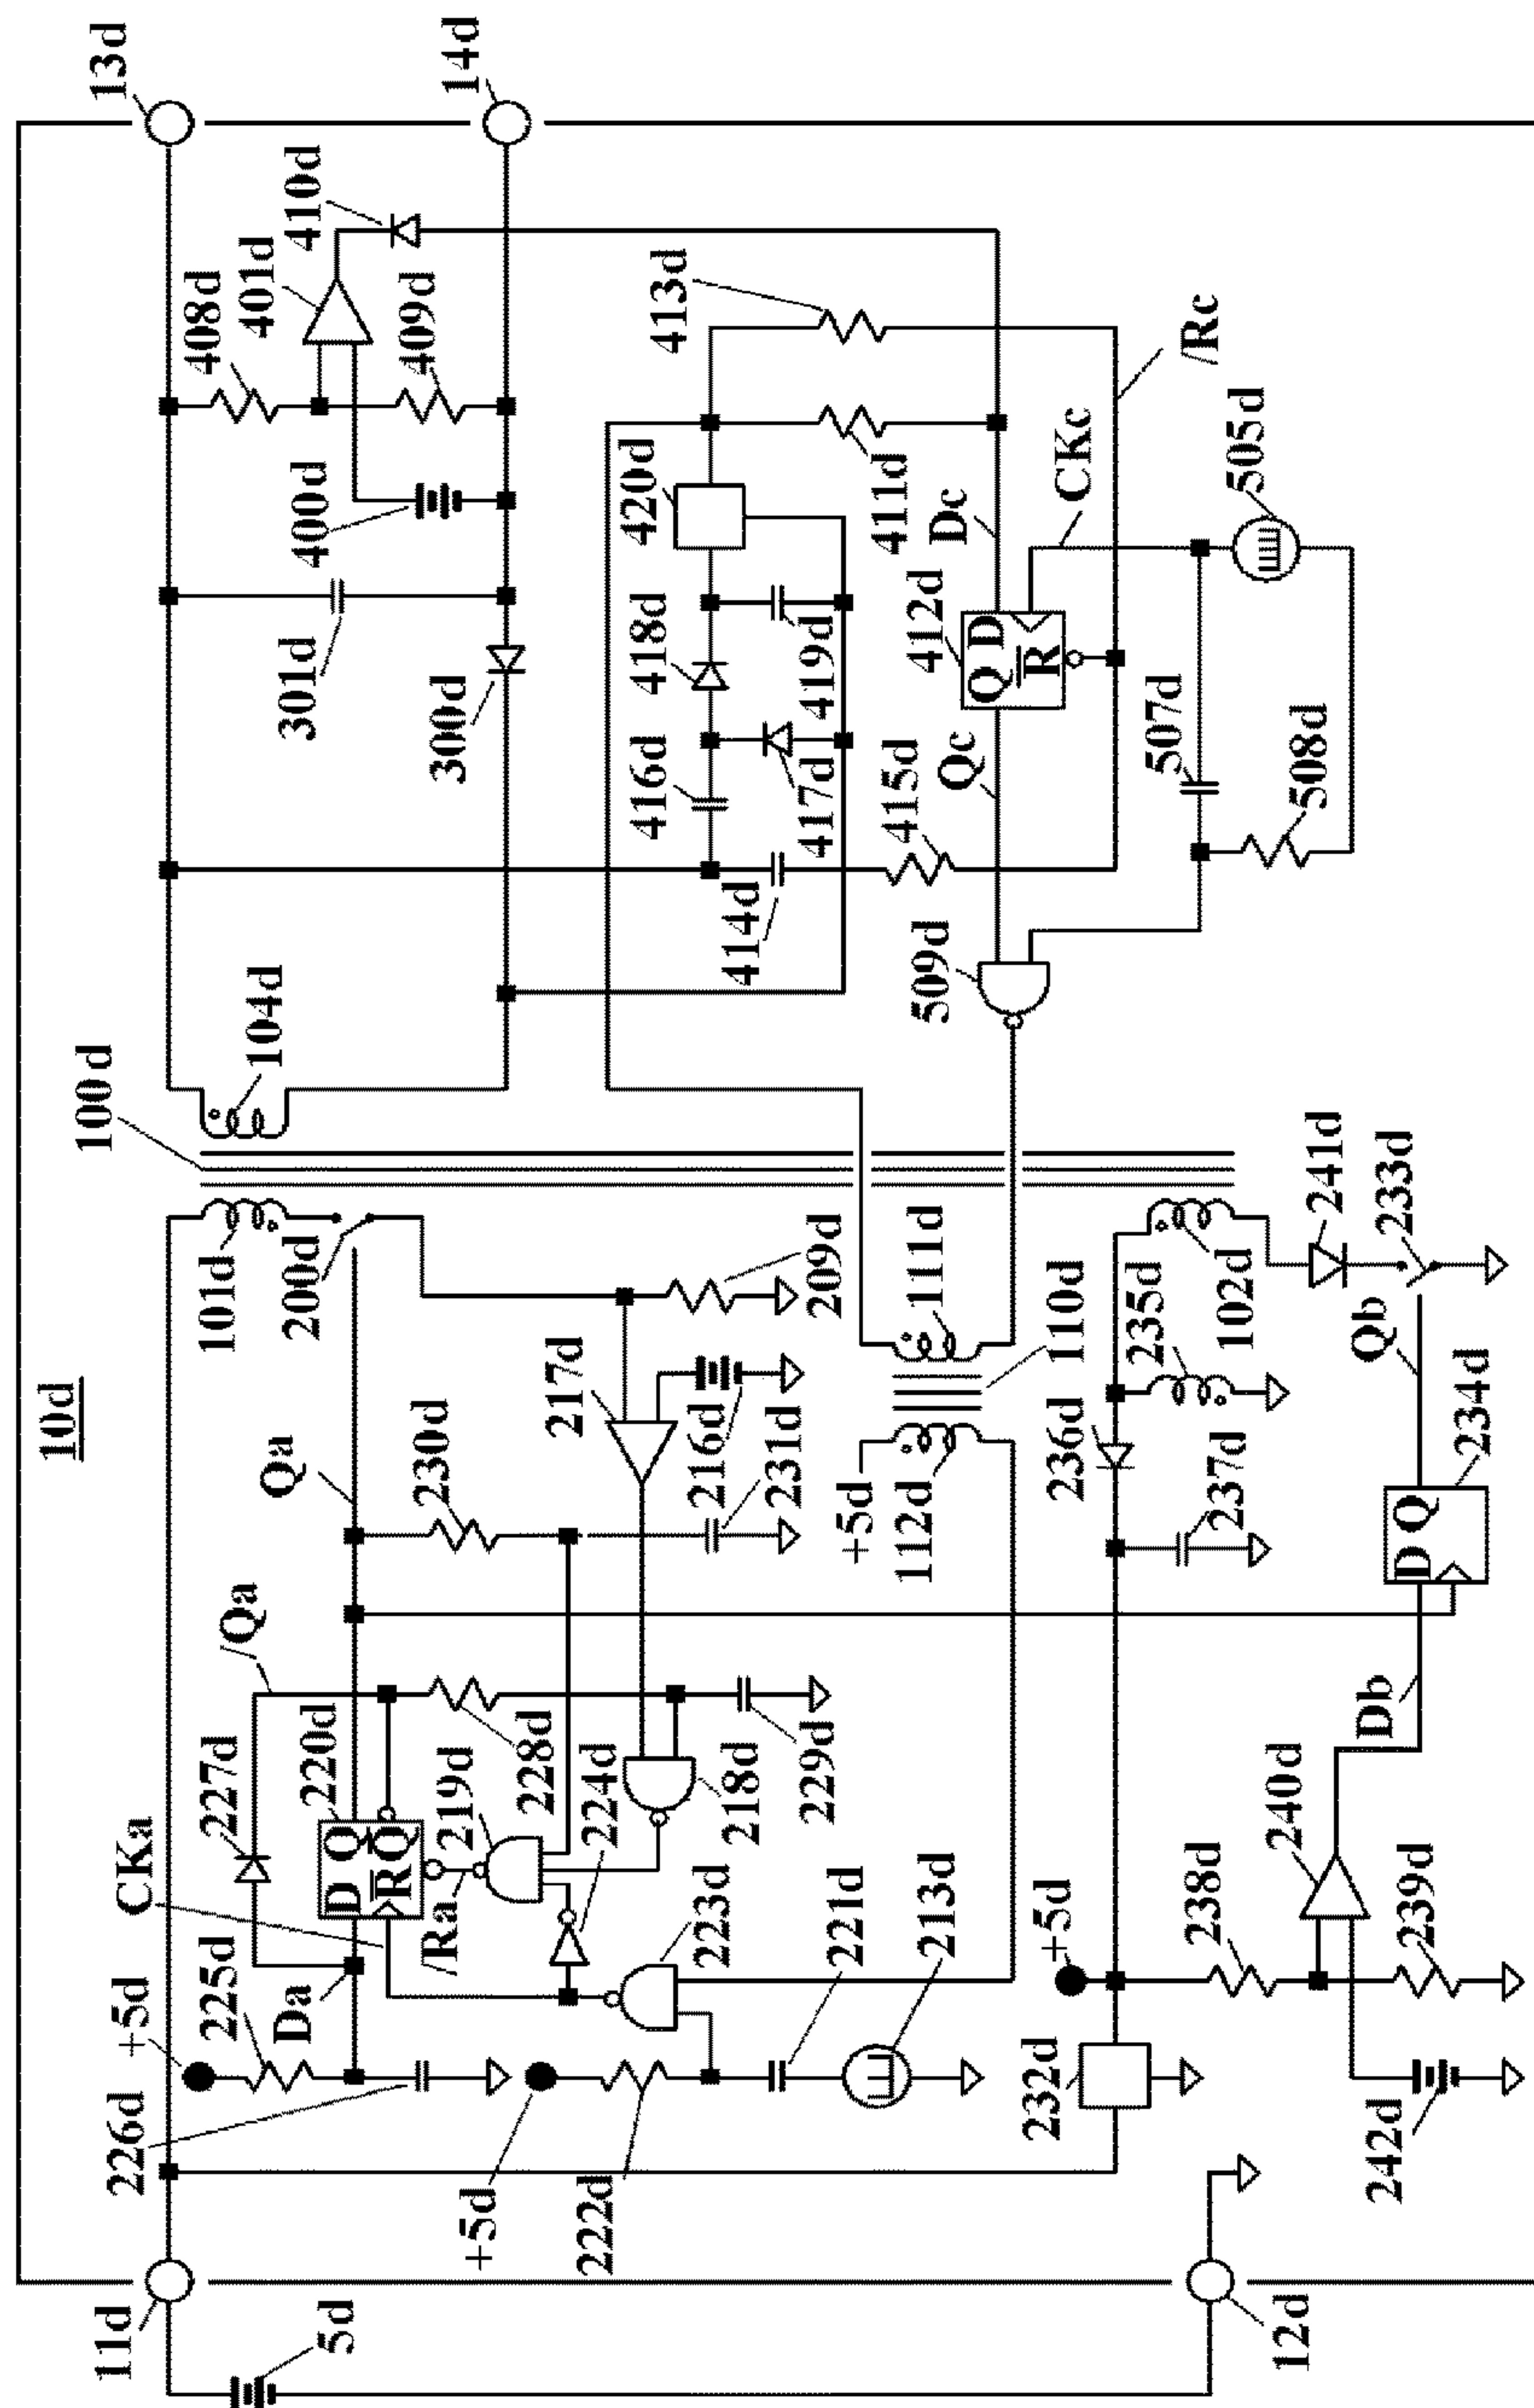 10d
11d
5d
12d
13d
14d
100d
101d
104d
200d
Qa
/Qa
CKa
227d
220d
D Q
R Q
+5d
225d
Da
226d
/Ra
219d
228d
224d
230d
217d
209d
216d
231d
218d
229d
223d
221d
213d
+5d
222d
+5d
112d
111d
110d
236d
235d
102d
241d
233d
237d
Qb
234d
D Q
Db
+5d
232d
238d
240d
239d
242d
301d
300d
400d
408d
401d
409d
410d
413d
420d
411d
416d
418d
417d
419d
414d
415d
Qc
412d
Q D
R
Dc
CKc
/Rc
505d
507d
508d
509d